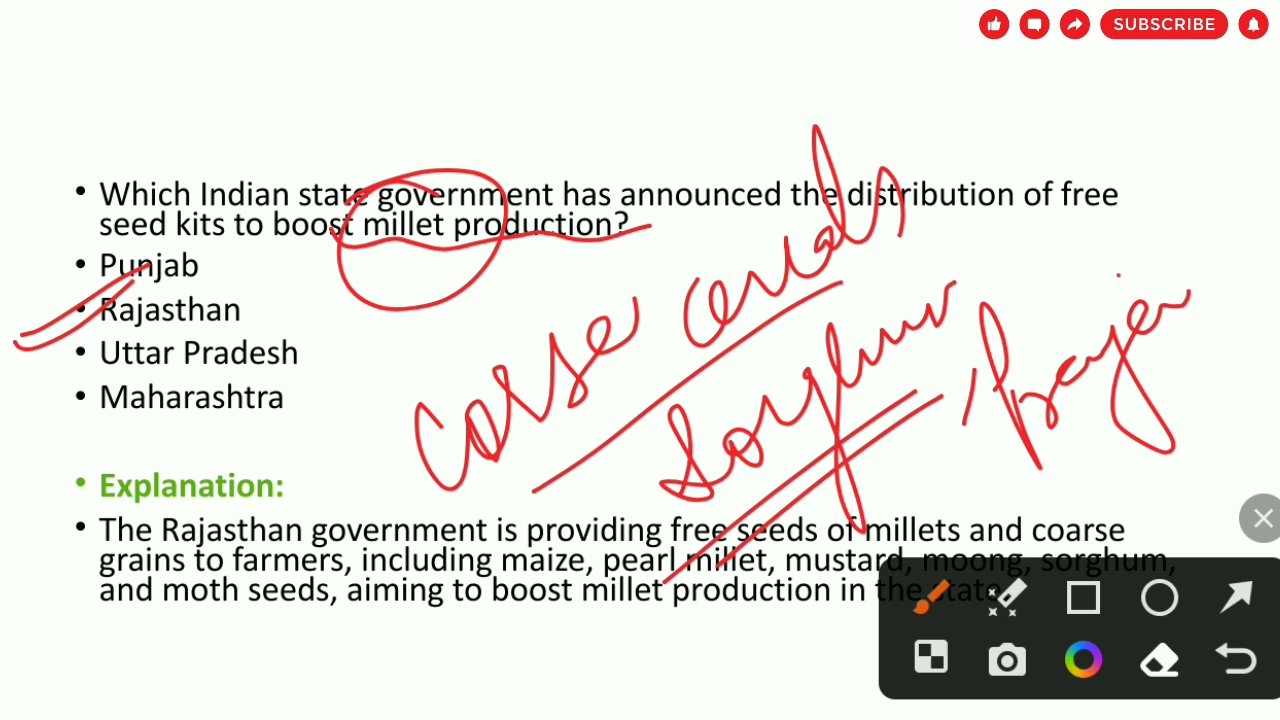 SUBSCRIBE
• Which Indian state government has announced the distribution of free
seed kits to boost millet production?
• Punjab
• Rajasthan
• Uttar Pradesh
• Maharashtra
• Explanation:
• The Rajasthan government is providing free seeds of millets and coarse
grains to farmers, including maize, pearl millet, mustard, moong, sorghum,
and moth seeds, aiming to boost millet production in the state
Sorghum